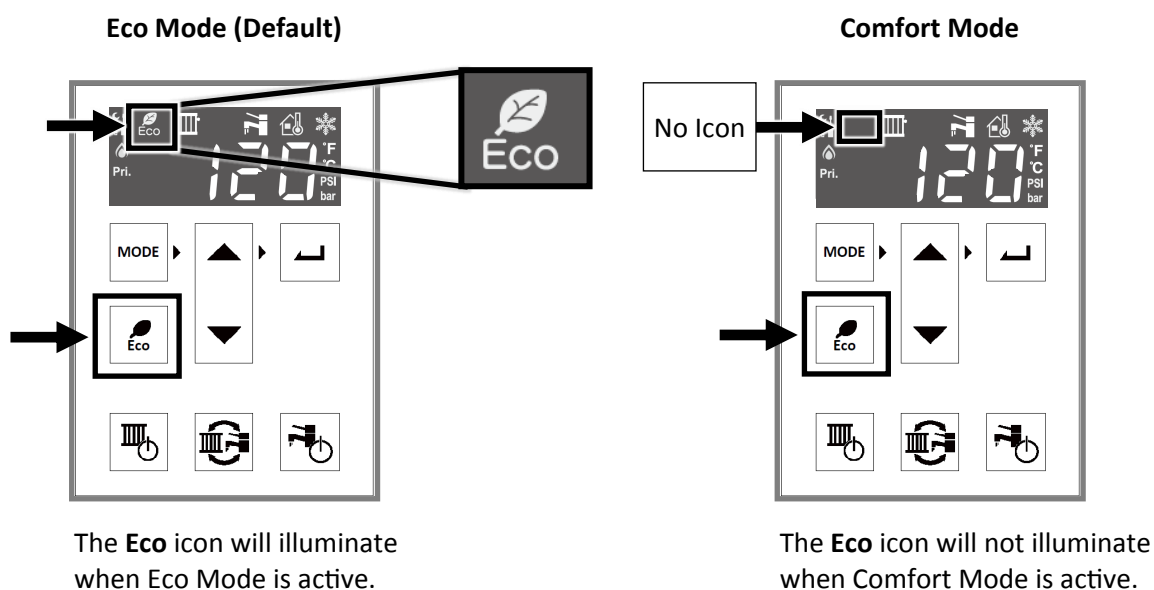 Eco Mode (Default)
Eco
Eco
120
°F
°C
PSI
bar
Pri.
MODE
Eco
The Eco icon will illuminate
when Eco Mode is active.
Comfort Mode
No Icon
120
°F
°C
PSI
bar
Pri.
MODE
Eco
The Eco icon will not illuminate
when Comfort Mode is active.